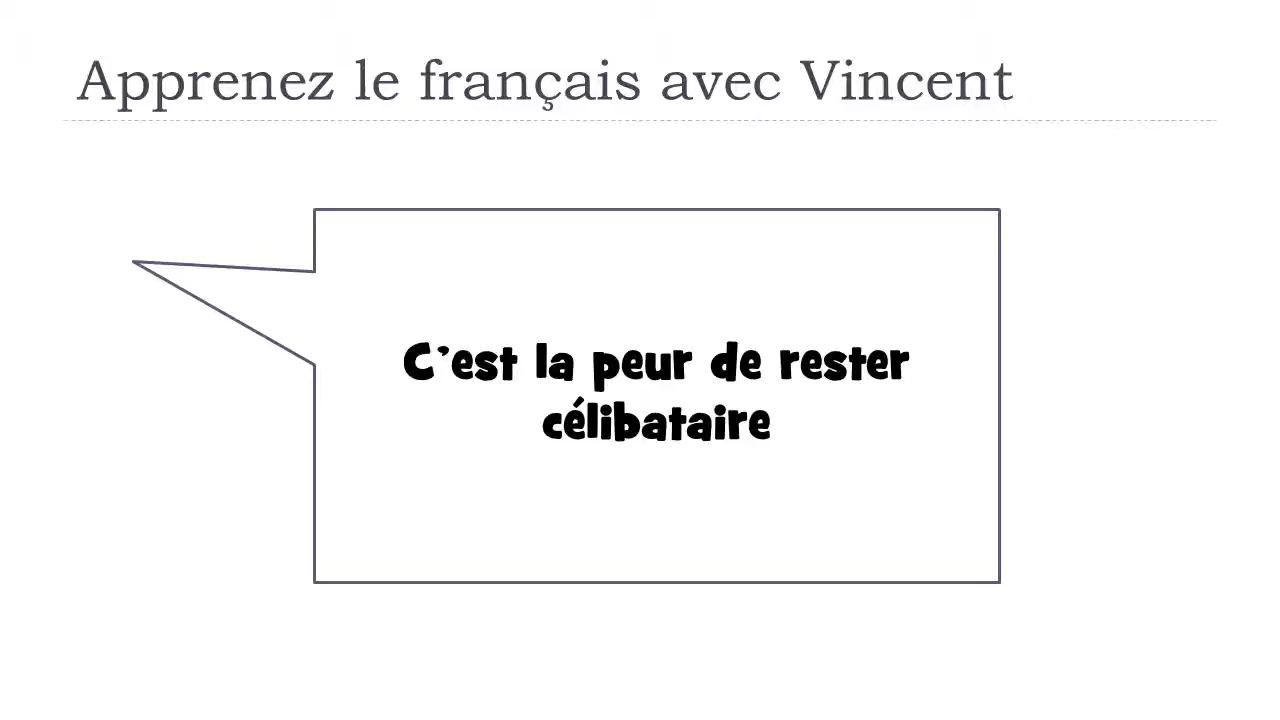 Apprenez le français avec Vincent
C'est la peur de rester
célibataire